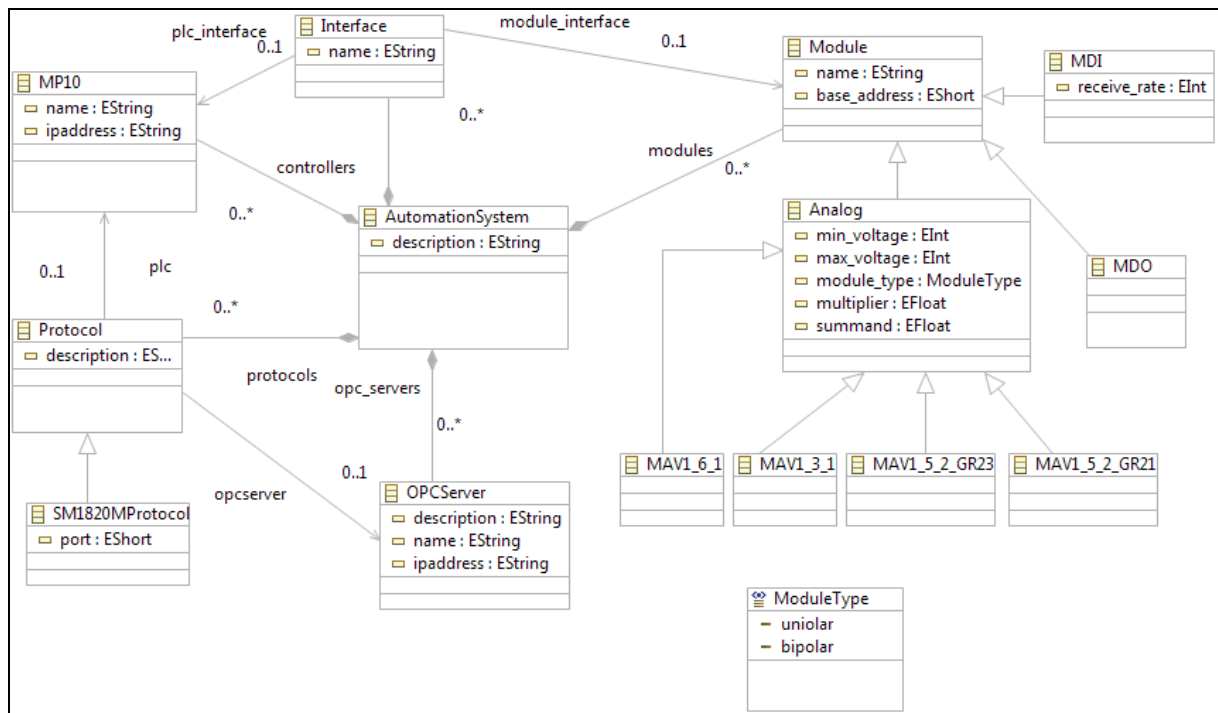 Interface
name : EString
plc_interface
0..1
module_interface
0..1
Module
name : EString
base_address : EShort
MDI
receive_rate : EInt
MP10
name : EString
ipaddress : EString
0..*
controllers
0..*
modules
0..*
AutomationSystem
description : EString
Analog
min_voltage : EInt
max_voltage : EInt
module_type : ModuleType
multiplier : EFloat
summand : EFloat
MDO
0..1
plc
0..*
Protocol
description : ES...
protocols
opc_servers
0..*
0..1
opcserver
MAV1_6_1
MAV1_3_1
MAV1_5_2_GR23
MAV1_5_2_GR21
SM1820MProtocol
port : EShort
OPCServer
description : EString
name : EString
ipaddress : EString
ModuleType
uniolar
bipolar